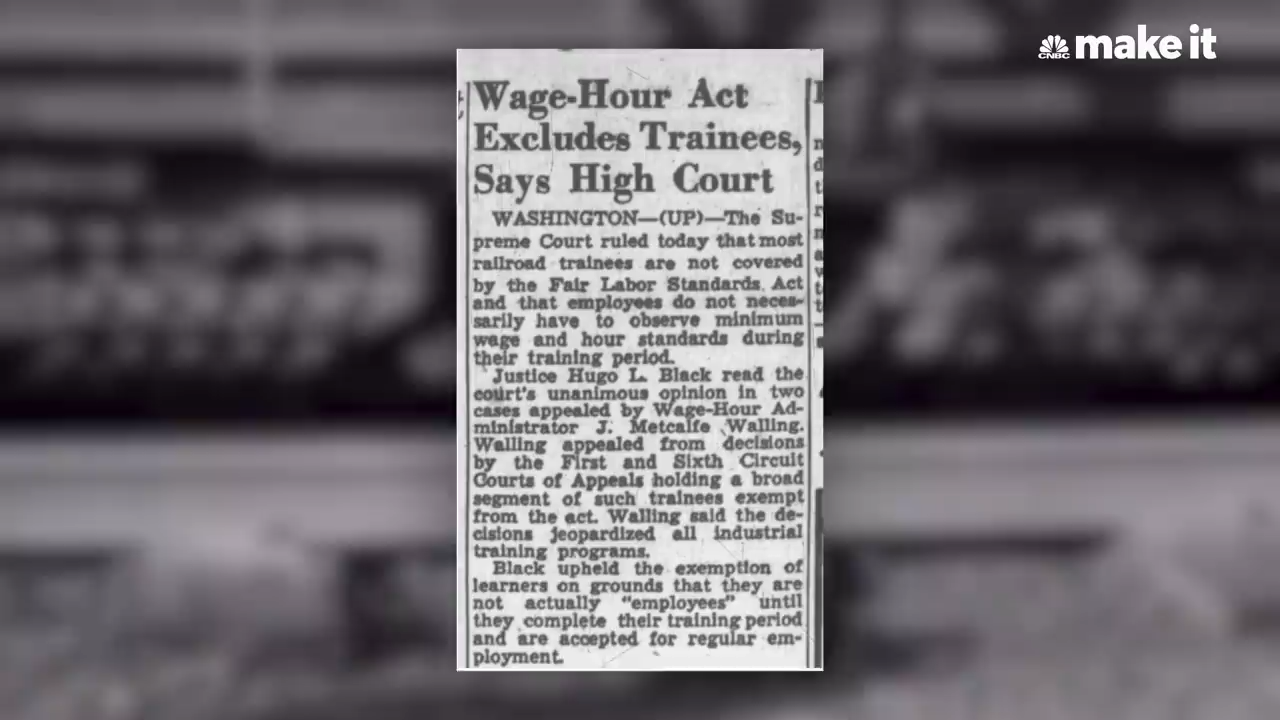 CNBC make it
Wage-Hour Act
Excludes Trainees,
Says High Court
WASHINGTON—(UP)—The Su-
preme Court ruled today that most
railroad trainees are not covered
by the Fair Labor Standards Act
and that employees do not neces-
sarily have to observe minimum
wage and hour standards during
their training period.
Justice Hugo L. Black read the
court's unanimous opinion in two
cases appealed by Wage-Hour Ad-
ministrator J. Metcalfe Walling.
Walling appealed from decisions
by the First and Sixth Circuit
Courts of Appeals holding a broad
segment of such trainees exempt
from the act. Walling said the de-
cisions jeopardized all industrial
training programs.
Black upheld the exemption of
learners on grounds that they are
not actually "employees" until
they complete their training period
and are accepted for regular em-
ployment.